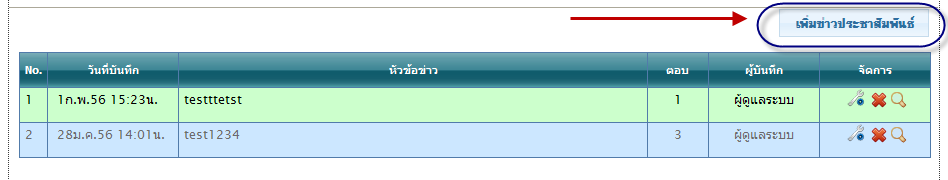 เพิ่มข่าวประชาสัมพันธ์
No. วันที่บันทึก หัวข้อข่าว ตอบ ผู้บันทึก จัดการ
1 1ก.พ.56 15:23น. testttetst 1 ผู้ดูแลระบบ
2 28ม.ค.56 14:01น. test1234 3 ผู้ดูแลระบบ